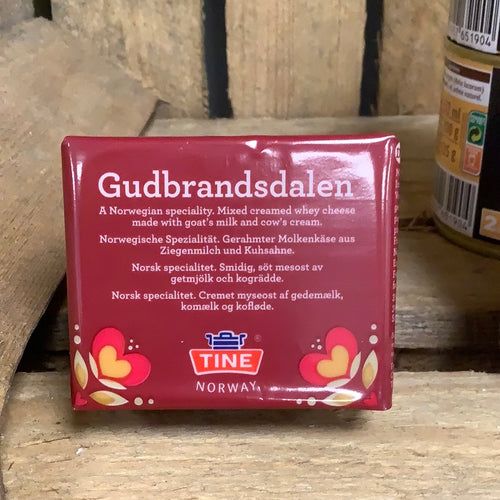 Gudbrandsdalen
A Norwegian speciality. Mixed creamed whey cheese
made with goat's milk and cow's cream.
Norwegische Spezialität. Gerahmter Molkenkäse aus
Ziegenmilch und Kuhsahne.
Norsk specialitet. Smidig, söt mesost av
getmjölk och kogrädde.
Norsk specialitet. Cremet myseost af gedemælk,
komælk og kofløde.
TINE
®
NORWAY
651904